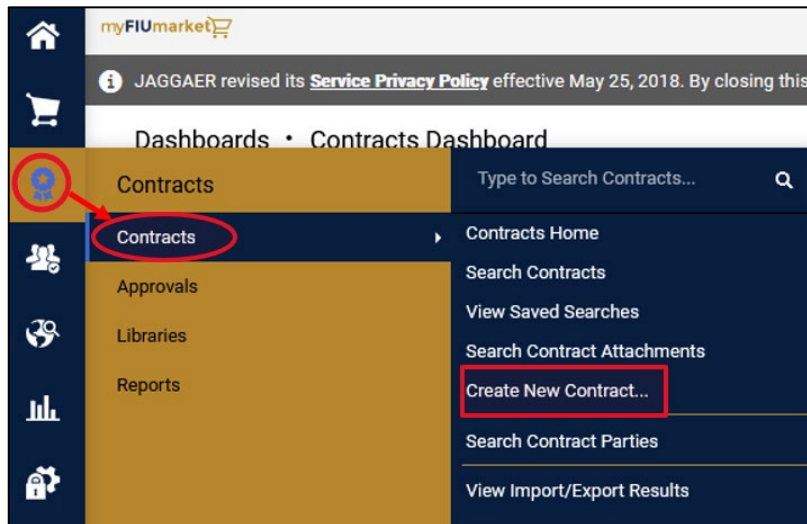 myFIUmarket
JAGGAER revised its Service Privacy Policy effective May 25, 2018. By closing this
Dashboards • Contracts Dashboard
Contracts
Type to Search Contracts...
Contracts
Contracts Home
Search Contracts
Approvals
View Saved Searches
Libraries
Search Contract Attachments
Reports
Create New Contract...
Search Contract Parties
View Import/Export Results